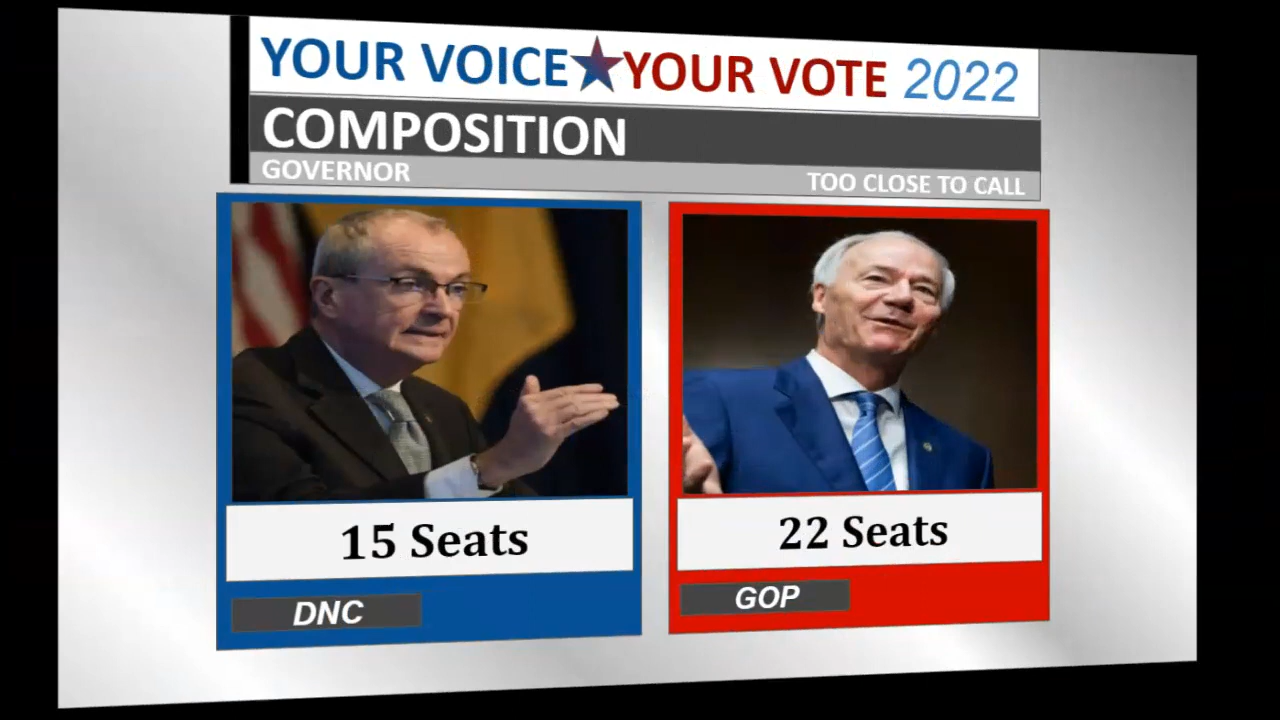 YOUR VOICE★YOUR VOTE 2022
COMPOSITION
GOVERNOR
TOO CLOSE TO CALL
15 Seats
22 Seats
DNC
GOP